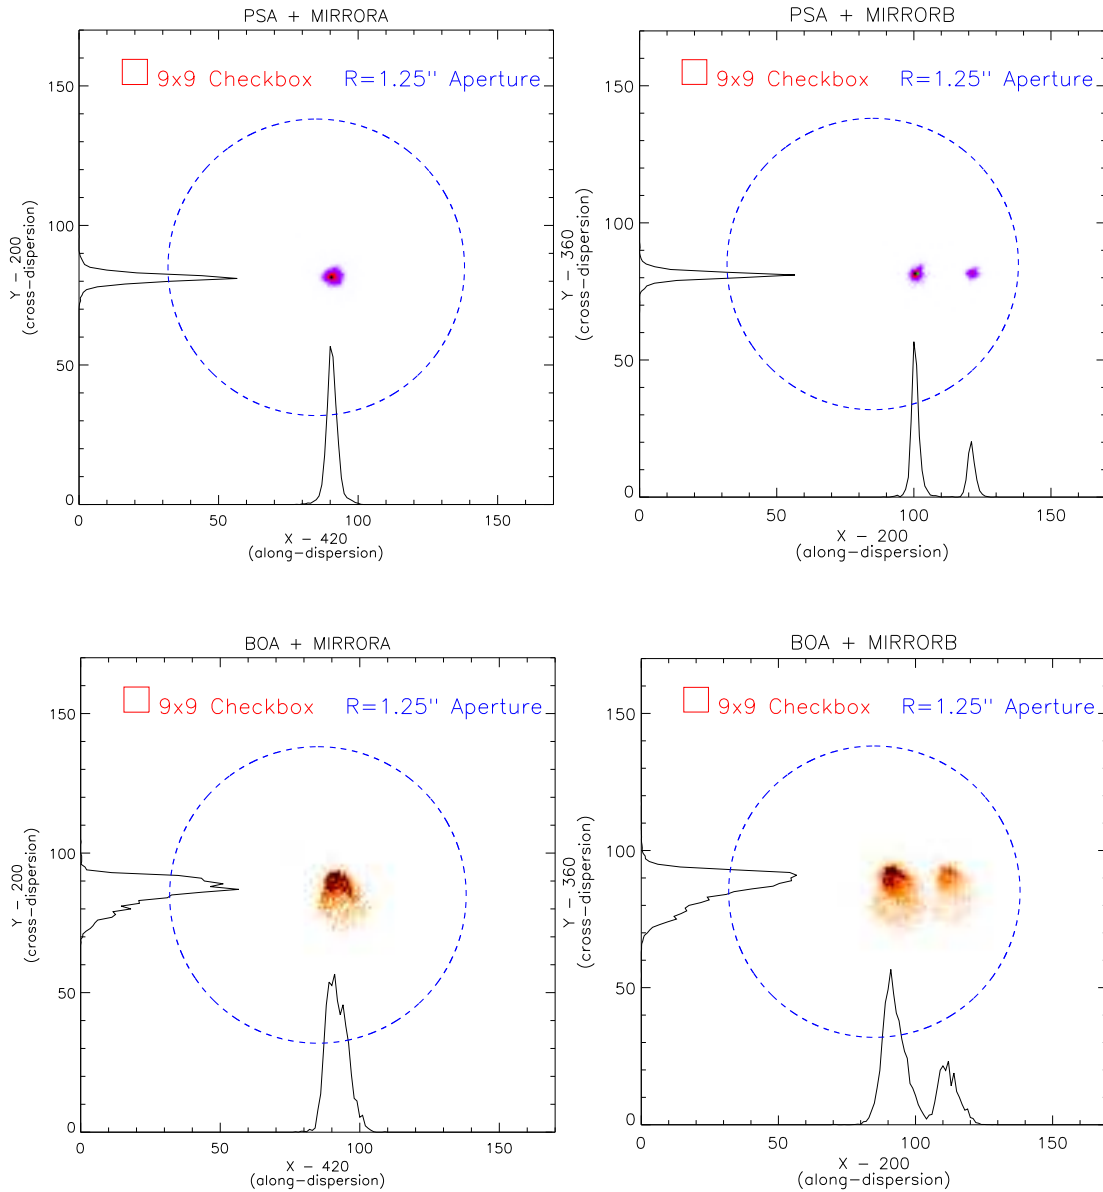 PSA + MIRRORA
9x9 Checkbox R=1.25" Aperture
150
100
50
0
Y - 200
(cross-dispersion)
0 50 100 150
X - 420
(along-dispersion)
PSA + MIRRORB
9x9 Checkbox R=1.25" Aperture
150
100
50
0
Y - 360
(cross-dispersion)
0 50 100 150
X - 200
(along-dispersion)
BOA + MIRRORA
9x9 Checkbox R=1.25" Aperture
150
100
50
0
Y - 200
(cross-dispersion)
0 50 100 150
X - 420
(along-dispersion)
BOA + MIRRORB
9x9 Checkbox R=1.25" Aperture
150
100
50
0
Y - 360
(cross-dispersion)
0 50 100 150
X - 200
(along-dispersion)